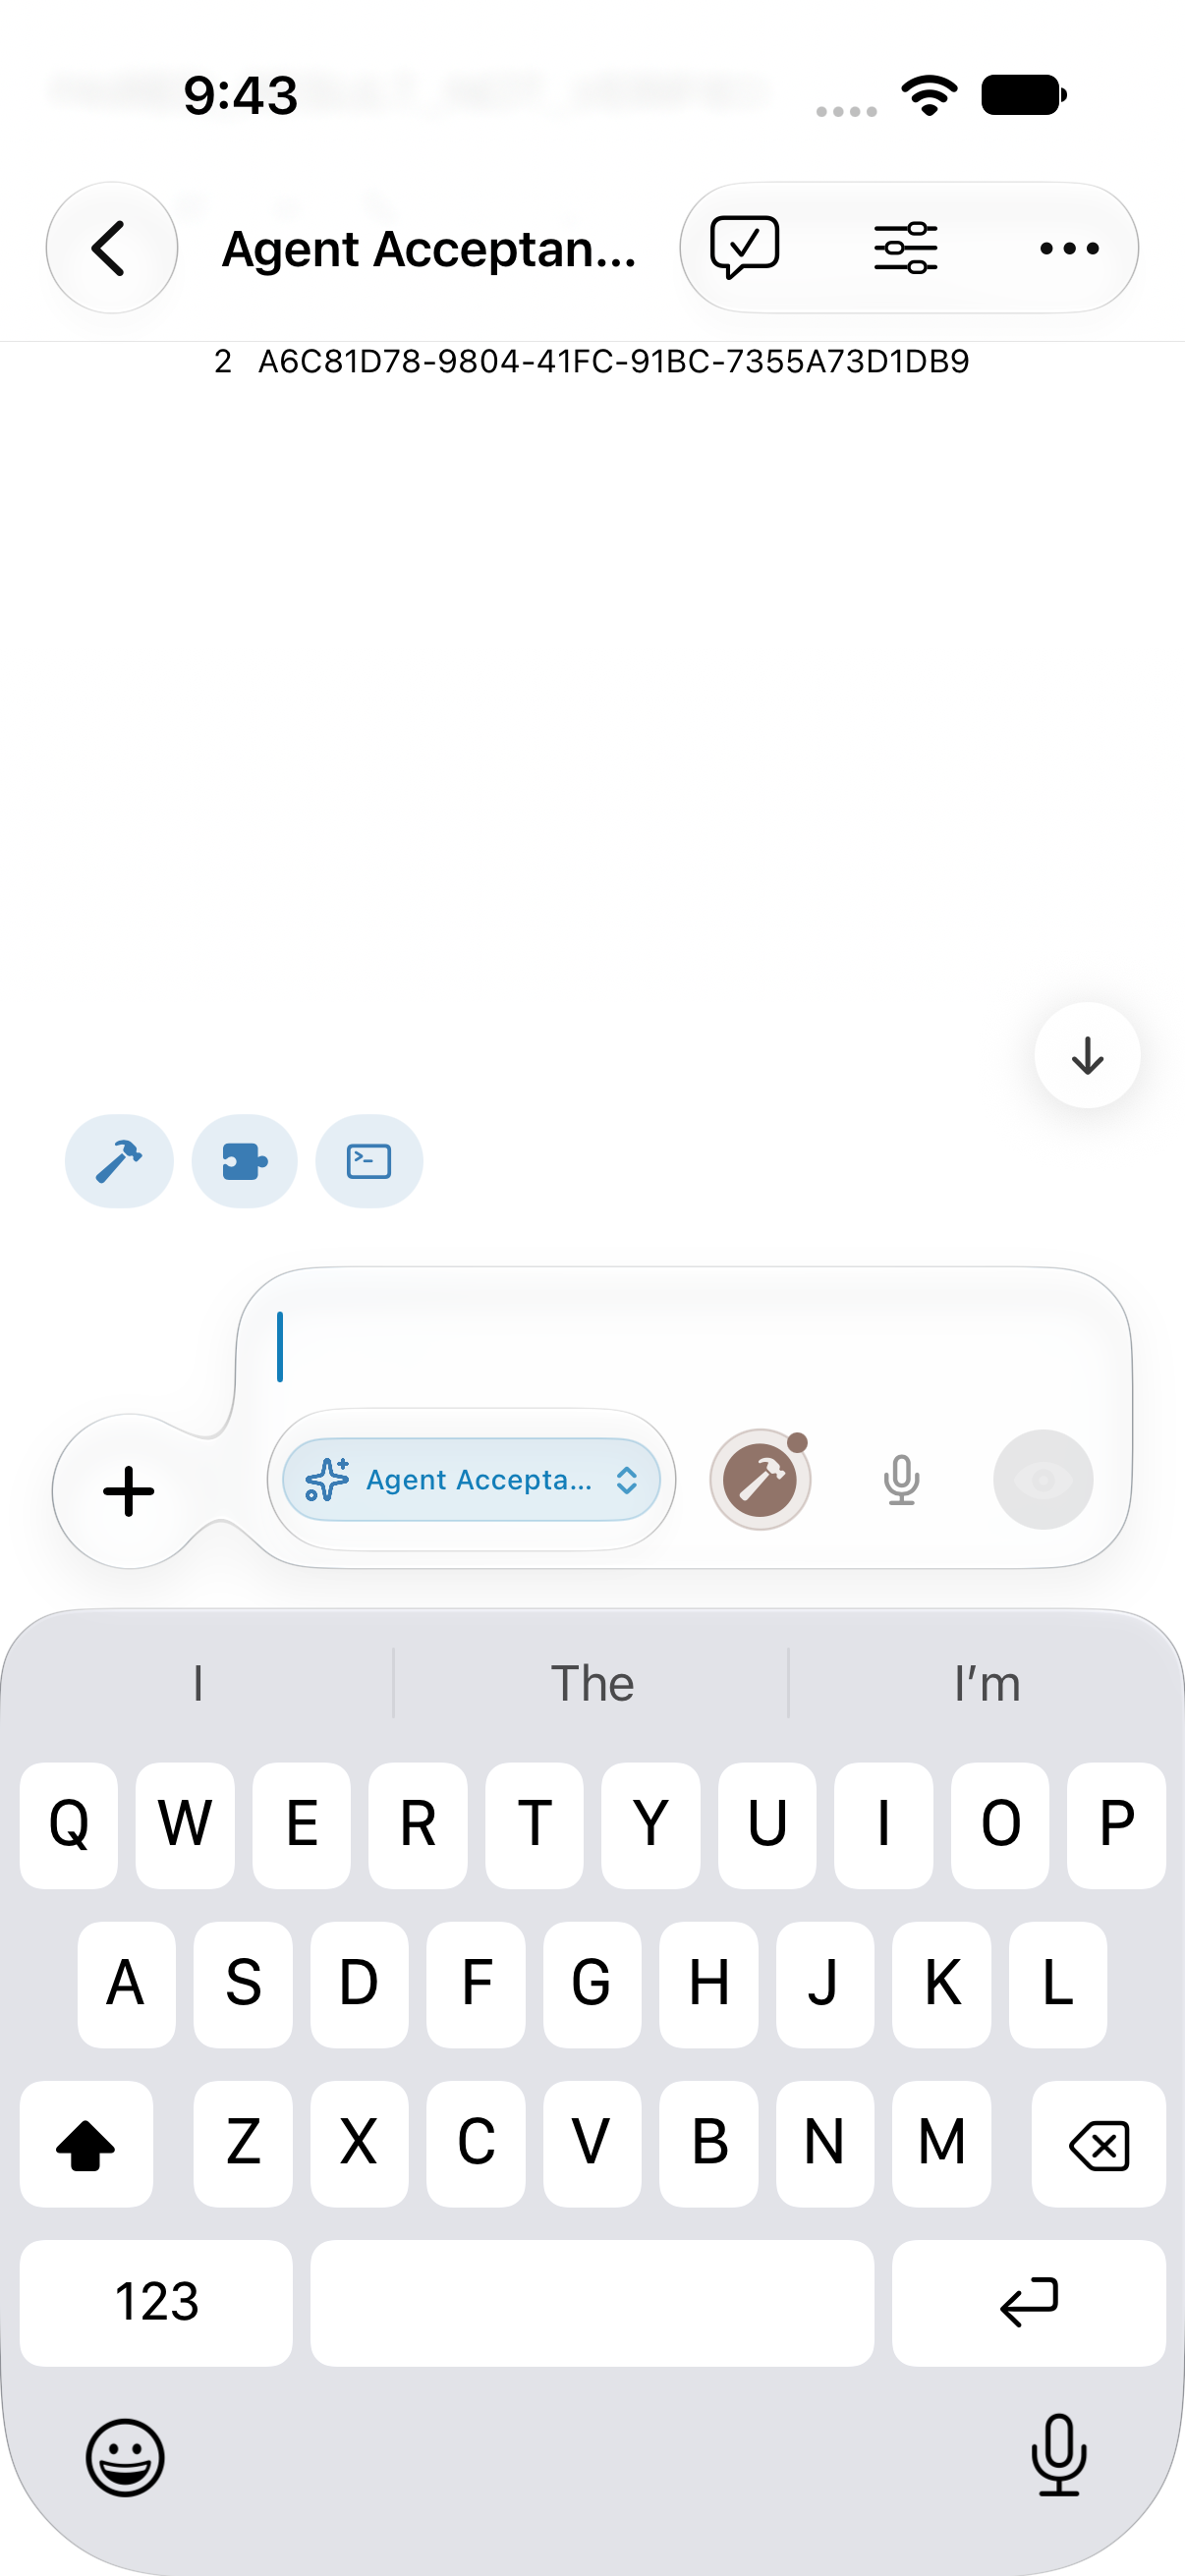 9:43
Agent Acceptan...
2 A6C81D78-9804-41FC-91BC-7355A73D1DB9
Agent Accepta...
I The I’m
Q W E R T Y U I O P
A S D F G H J K L
Z X C V B N M
123